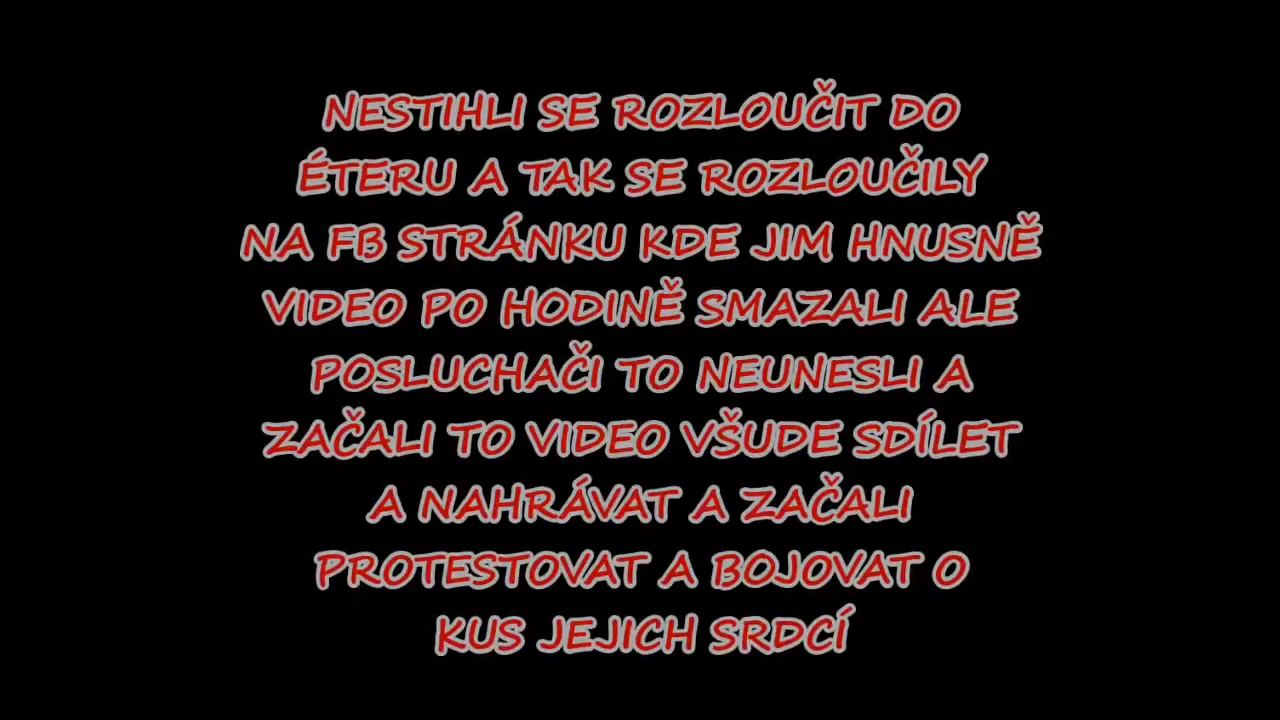 NESTIHLI SE ROZLOUČIT DO
ÉTERU A TAK SE ROZLOUČILY
NA FB STRÁNKU KDE JIM HNUSNĚ
VIDEO PO HODINĚ SMAZALI ALE
POSLUCHAČI TO NEUNESLI A
ZAČALI TO VIDEO VŠUDE SDÍLET
A NAHRÁVAT A ZAČALI
PROTESTOVAT A BOJOVAT O
KUS JEJICH SRDCÍ